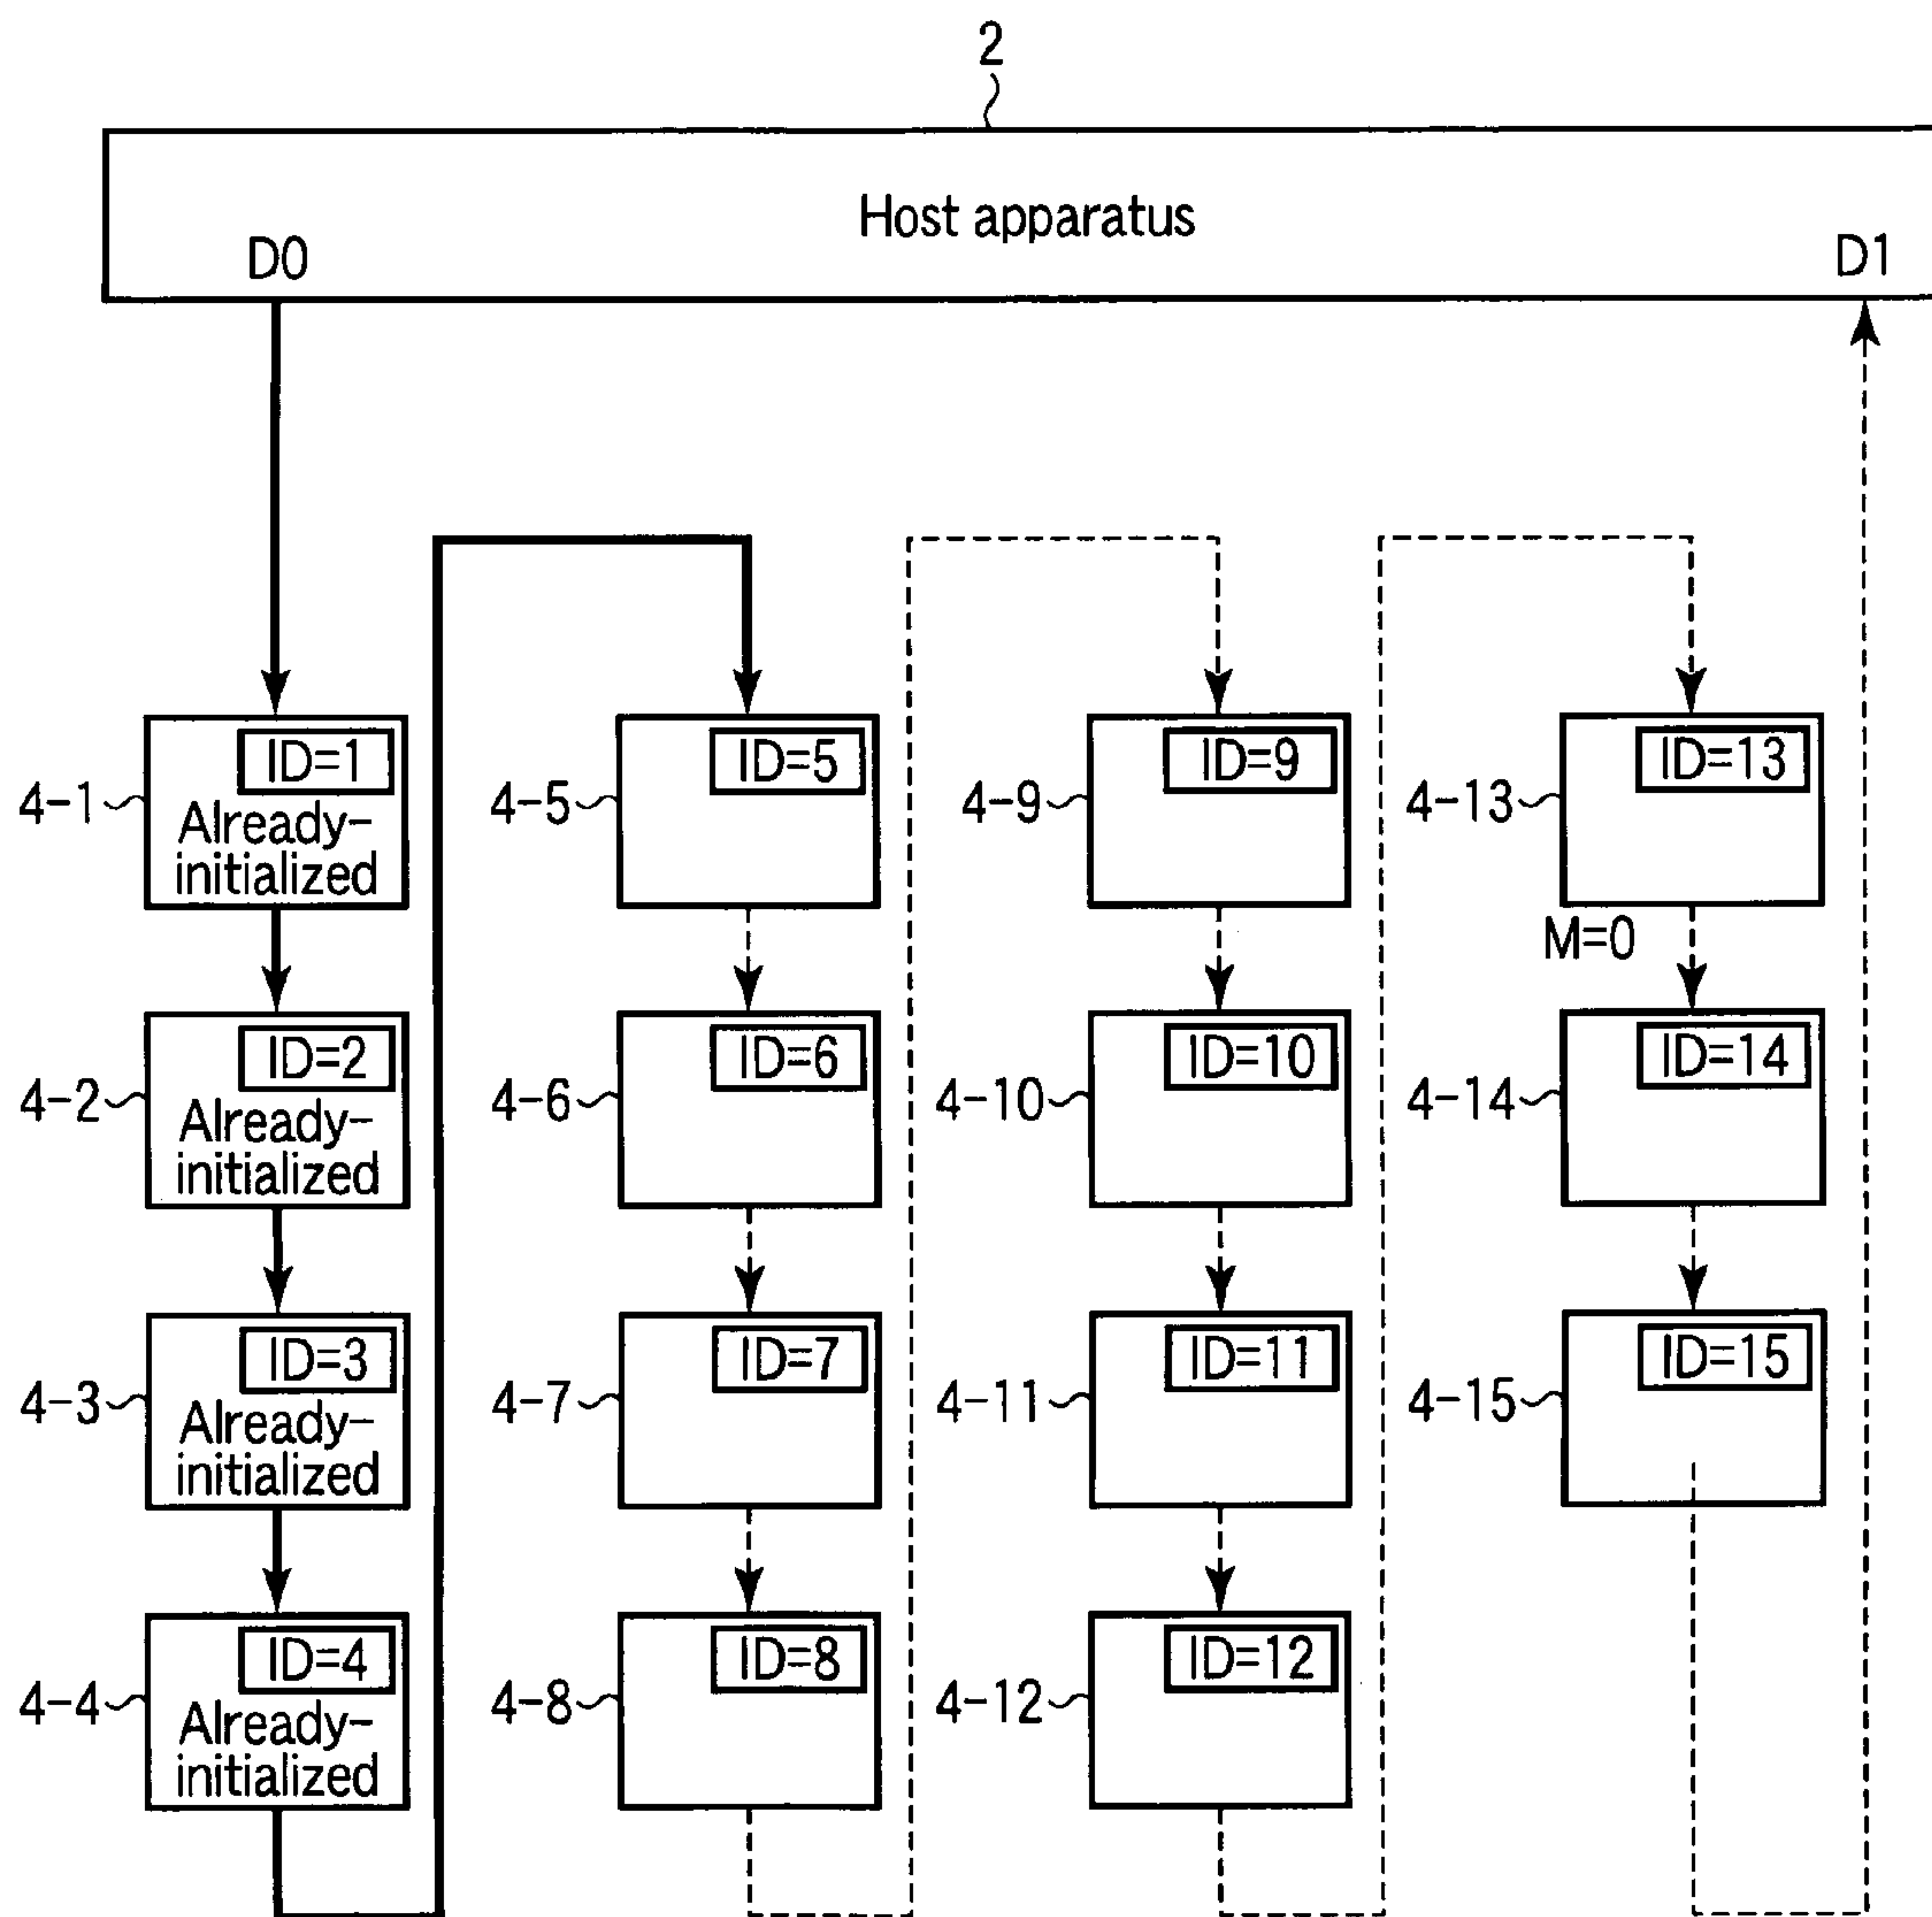 2
Host apparatus
D0
D1
ID=1
4-1
Already-
initialized
ID=5
4-5
ID=9
4-9
ID=13
4-13
M=0
ID=2
4-2
Already-
initialized
ID=6
4-6
ID=10
4-10
ID=14
4-14
ID=3
4-3
Already-
initialized
ID=7
4-7
ID=11
4-11
ID=15
4-15
ID=4
4-4
Already-
initialized
ID=8
4-8
ID=12
4-12